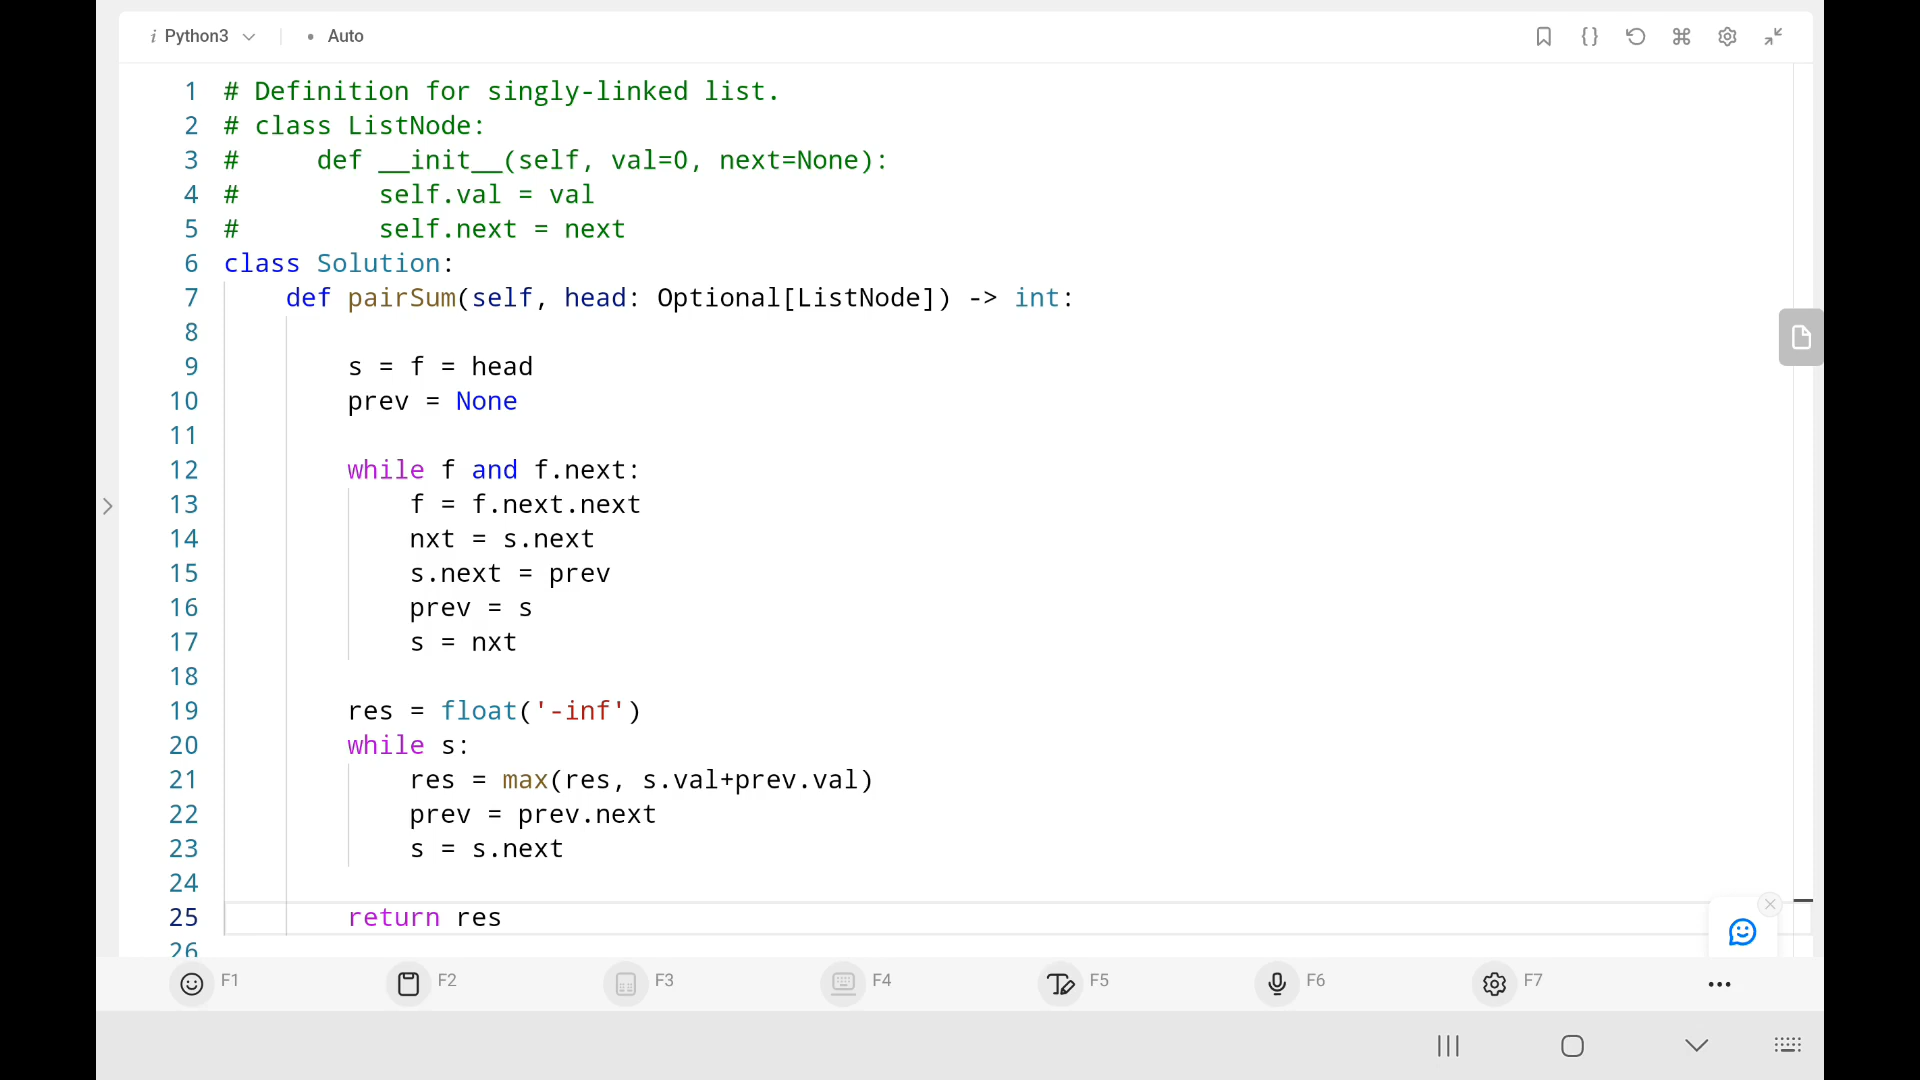 i Python3 • Auto
1 # Definition for singly-linked list.
2 # class ListNode:
3 #     def __init__(self, val=0, next=None):
4 #         self.val = val
5 #         self.next = next
6 class Solution:
7     def pairSum(self, head: Optional[ListNode]) -> int:
8
9         s = f = head
10         prev = None
11
12         while f and f.next:
13             f = f.next.next
14             nxt = s.next
15             s.next = prev
16             prev = s
17             s = nxt
18
19         res = float('-inf')
20         while s:
21             res = max(res, s.val+prev.val)
22             prev = prev.next
23             s = s.next
24
25         return res
26
F1 F2 F3 F4 F5 F6 F7